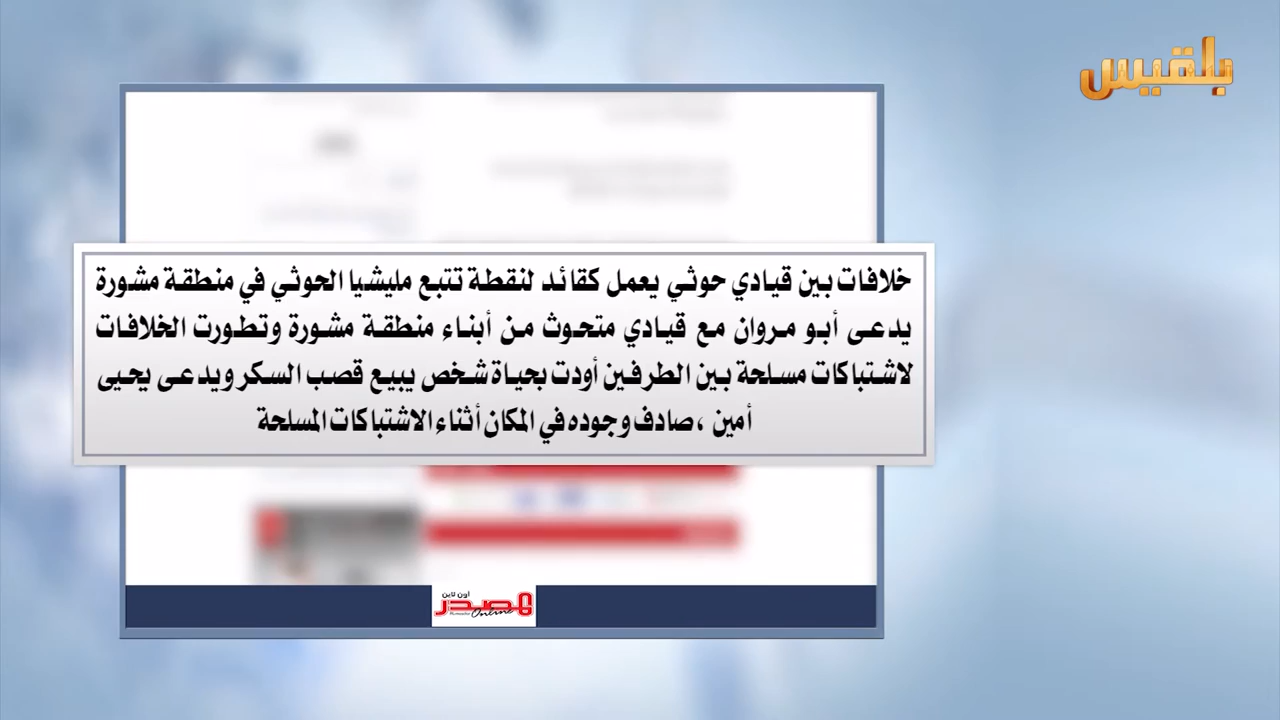 بلقيس
خلافات بين قيادي حوثي يعمل كقائد لنقطة تتبع مليشيا الحوثي في منطقة مشورة
يدعى أبو مروان مع قيادي متحوث من أبناء منطقة مشورة وتطورت الخلافات
لاشتباكات مسلحة بين الطرفين أودت بحياة شخص يبيع قصب السكر ويدعى يحيى
أمين ،صادف وجوده في المكان أثناء الاشتباكات المسلحة
أون لاين
المصدر
Online